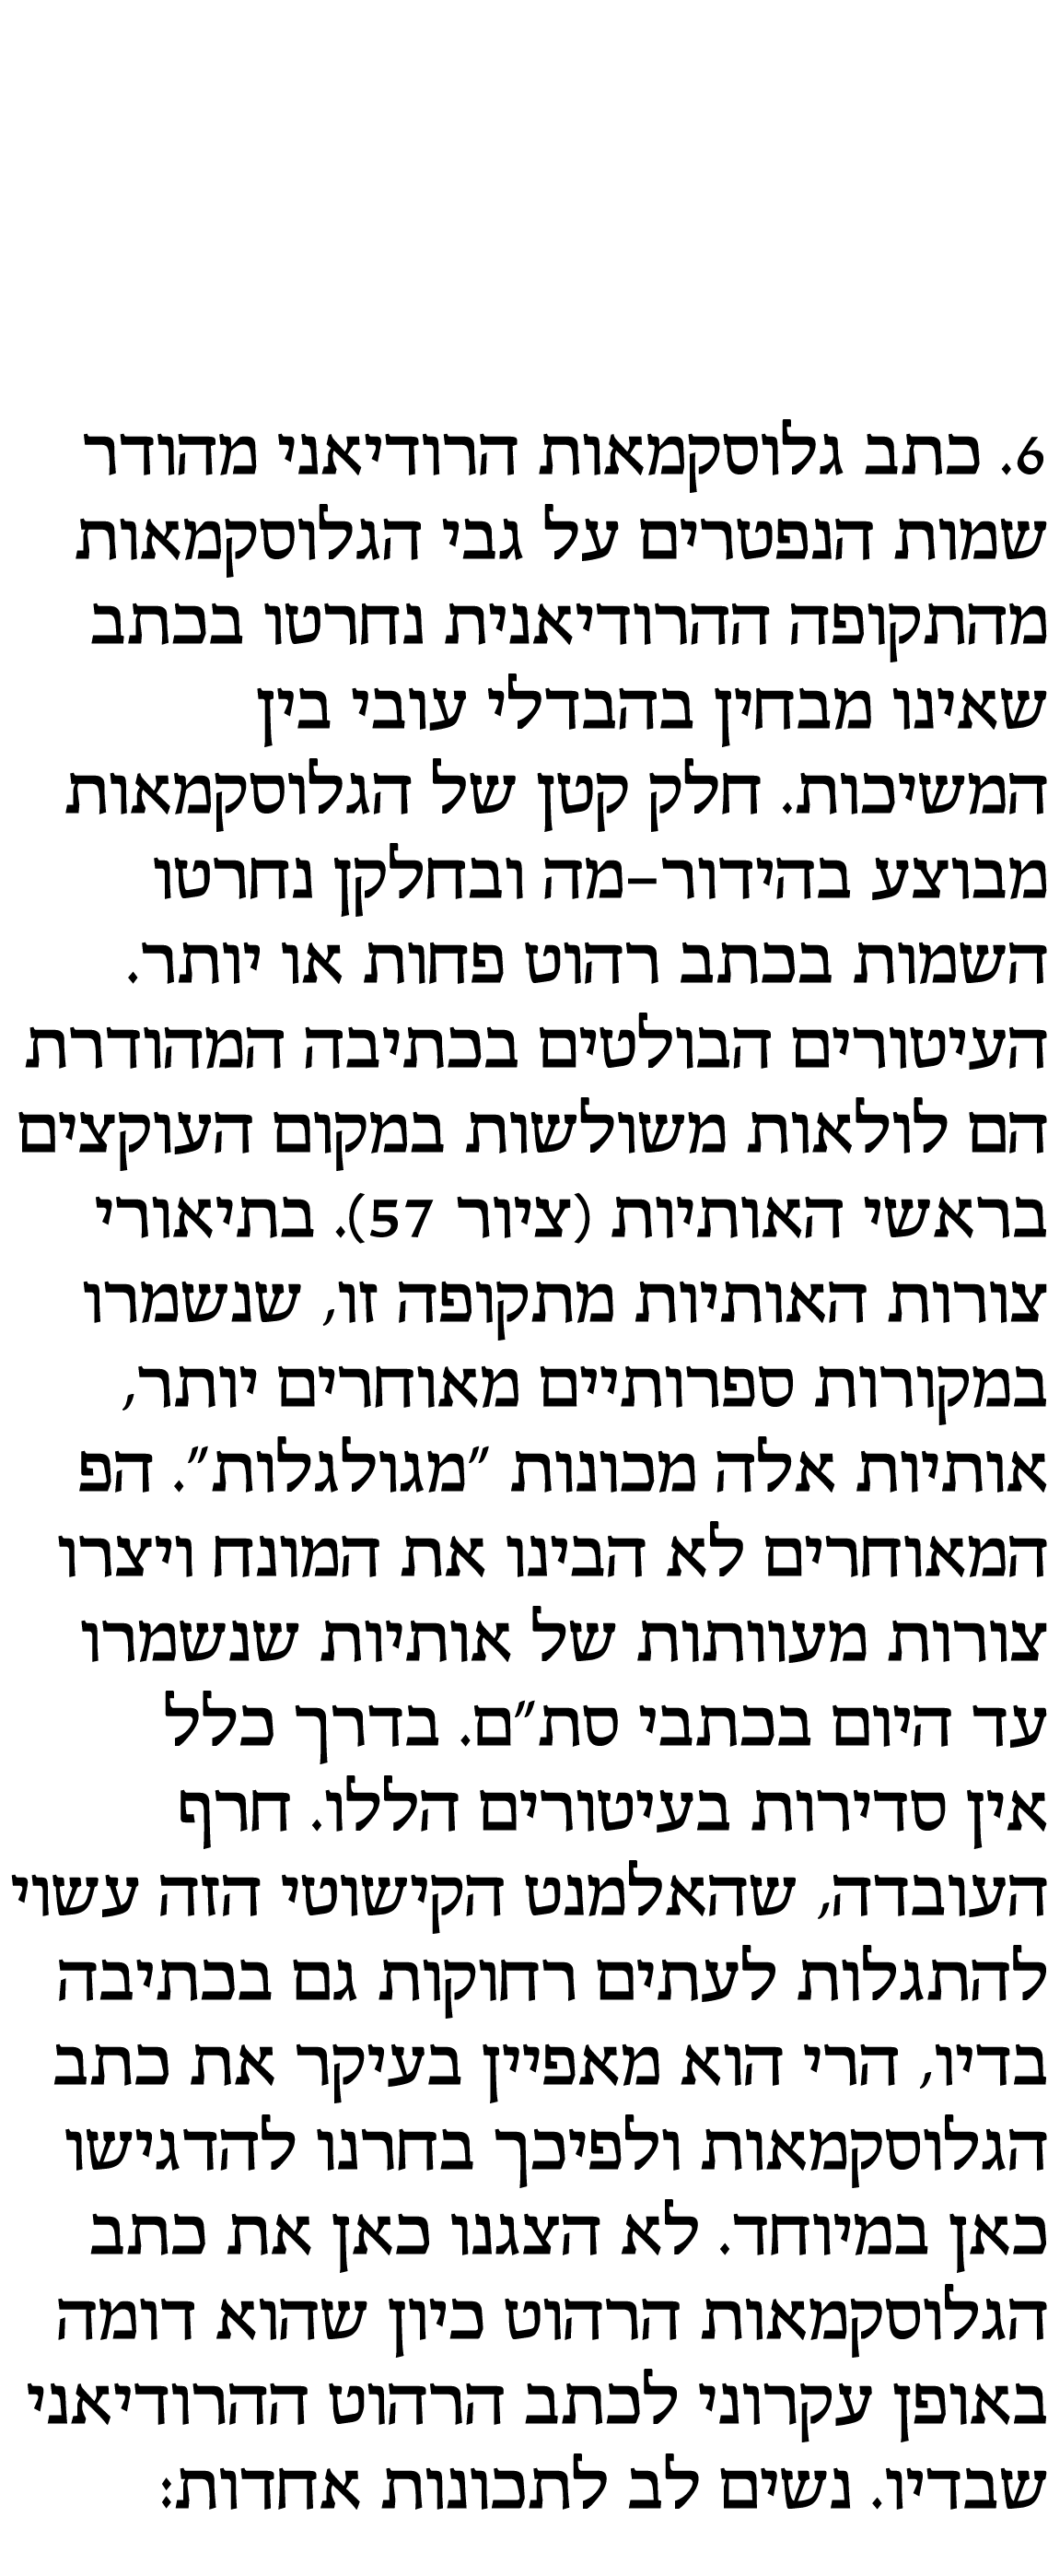 6. כתב גלוסקמאות הרודיאני מהודר
שמות הנפטרים על גבי הגלוסקמאות
מהתקופה ההרודיאנית נחרטו בכתב
שאינו מבחין בהבדלי עובי בין
המשיכות. חלק קטן של הגלוסקמאות
מבוצע בהידור-מה ובחלקן נחרטו
השמות בכתב רהוט פחות או יותר.
העיטורים הבולטים בכתיבה המהודרת
הם לולאות משולשות במקום העוקצים
בראשי האותיות (ציור 57). בתיאורי
צורות האותיות מתקופה זו, שנשמרו
במקורות ספרותיים מאוחרים יותר,
אותיות אלה מכונות "מגולגלות". הפ
המאוחרים לא הבינו את המונח ויצרו
צורות מעוותות של אותיות שנשמרו
עד היום בכתבי סת"ם. בדרך כלל
אין סדירות בעיטורים הללו. חרף
העובדה, שהאלמנט הקישוטי הזה עשוי
להתגלות לעתים רחוקות גם בכתיבה
בדיו, הרי הוא מאפיין בעיקר את כתב
הגלוסקמאות ולפיכך בחרנו להדגישו
כאן במיוחד. לא הצגנו כאן את כתב
הגלוסקמאות הרהוט כיון שהוא דומה
באופן עקרוני לכתב הרהוט ההרודיאני
שבדיו. נשים לב לתכונות אחדות: